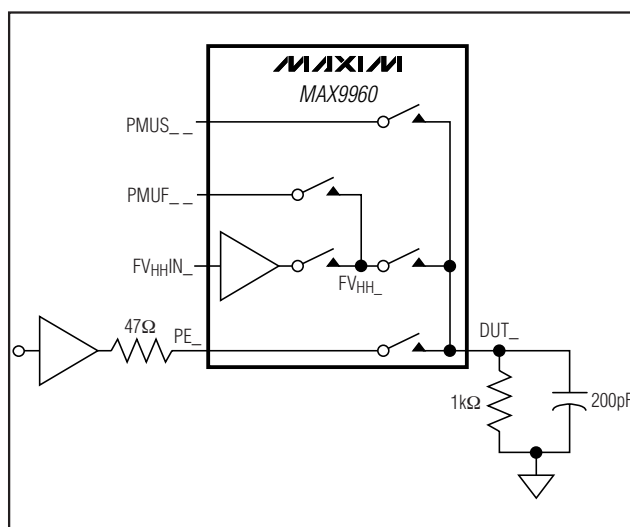 MAXIM
MAX9960
PMUS_ _
PMUF_ _
FVHHIN_
FVHH_
47Ω
PE_
DUT_
1kΩ
200pF